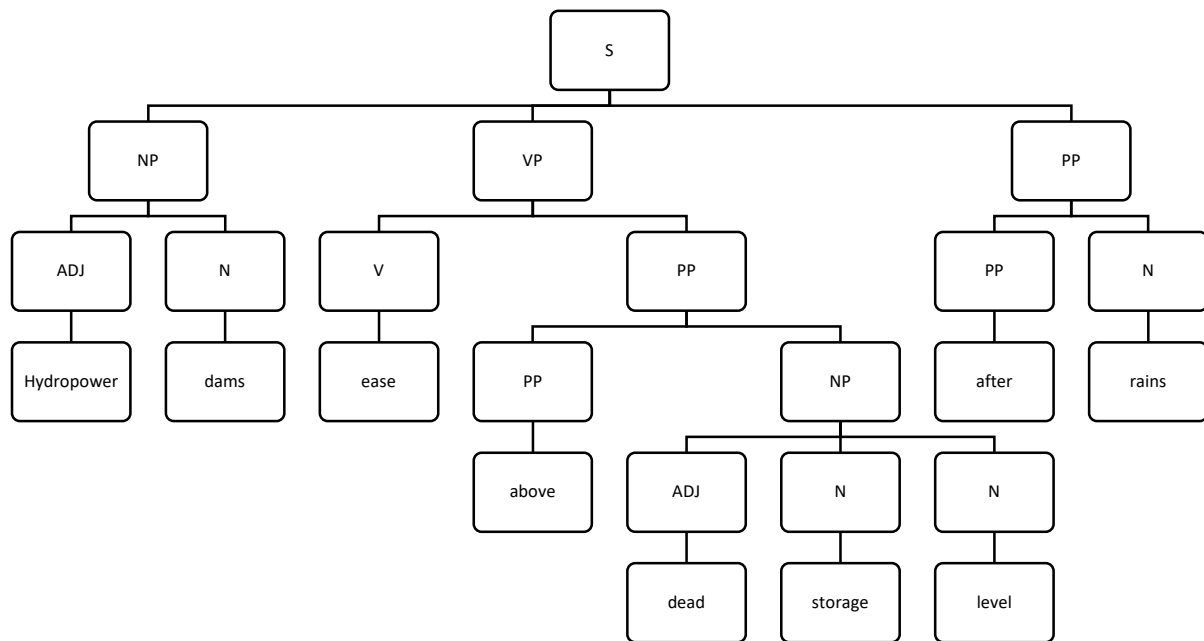 S
NP VP PP
ADJ N V PP PP N
Hydropower dams ease PP NP after rains
above ADJ N N
dead storage level